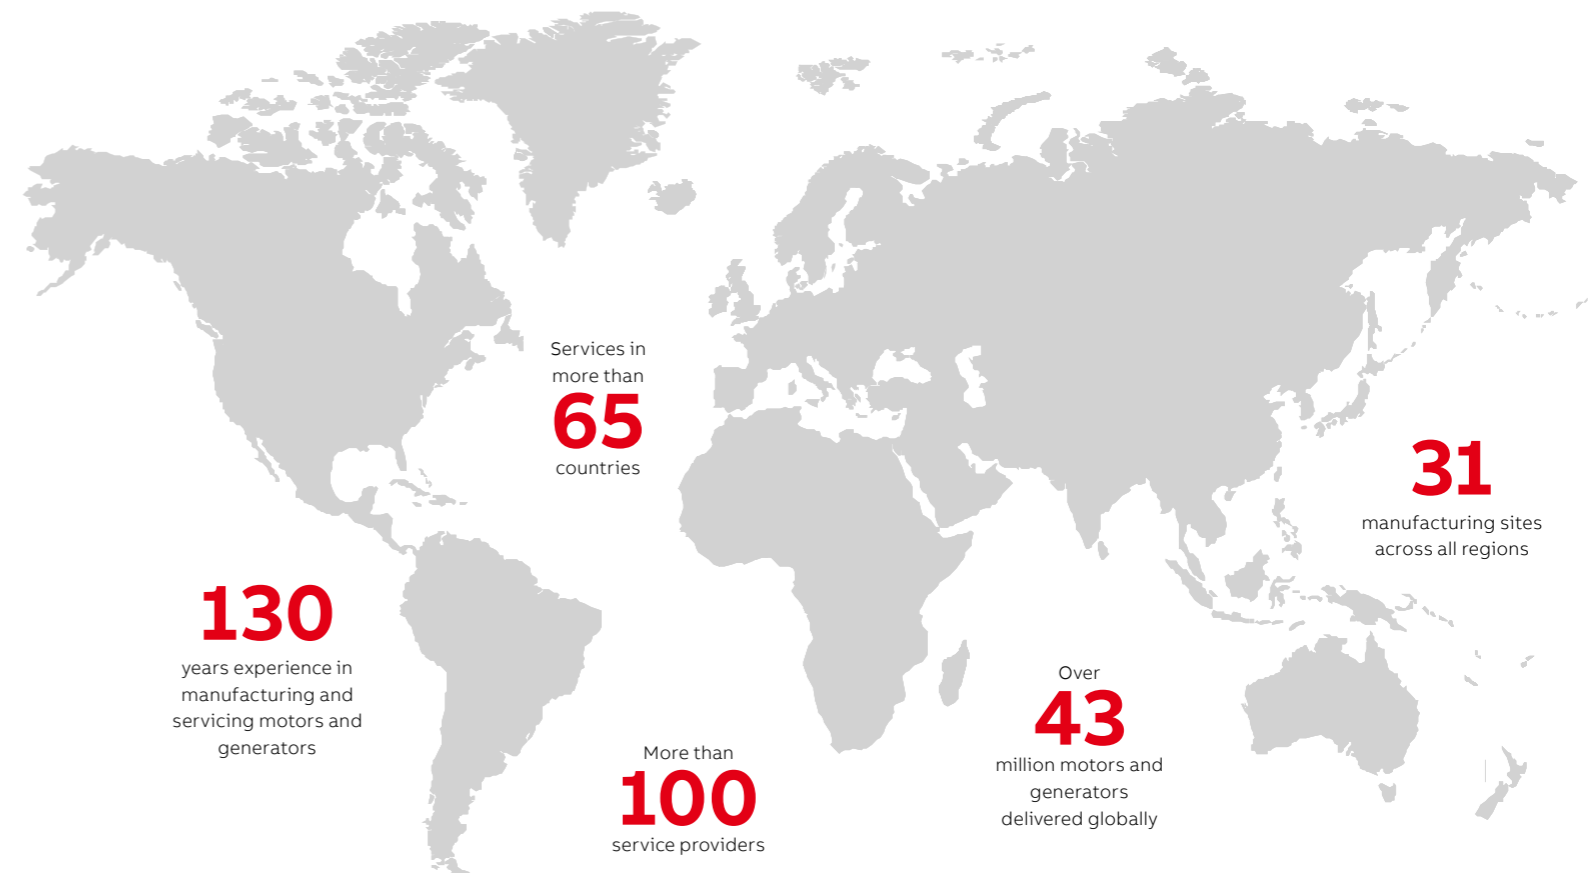 Services in
more than
65
countries
31
manufacturing sites
across all regions
130
years experience in
manufacturing and
servicing motors and
generators
Over
43
million motors and
generators
delivered globally
More than
100
service providers